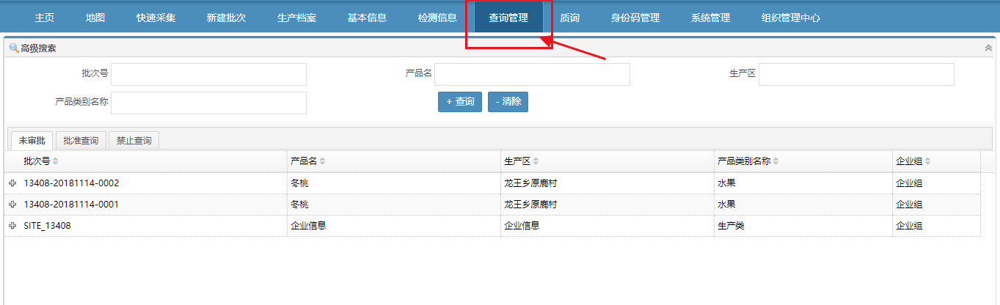 主页 地图 快速采集 新建批次 生产档案 基本信息 检测信息 查询管理 质询 身份码管理 系统管理 组织管理中心
高级搜索
批次号 产品名 生产区
产品类别名称 + 查询 - 清除
未审批 批准查询 禁止查询
批次号 产品名 生产区 产品类别名称 企业组
13408-20181114-0002 冬桃 龙王乡原鹿村 水果 企业组
13408-20181114-0001 冬桃 龙王乡原鹿村 水果 企业组
SITE_13408 企业信息 企业信息 生产类 企业组